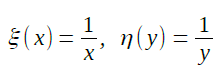 ξ(x) = 1/x, η(y) = 1/y